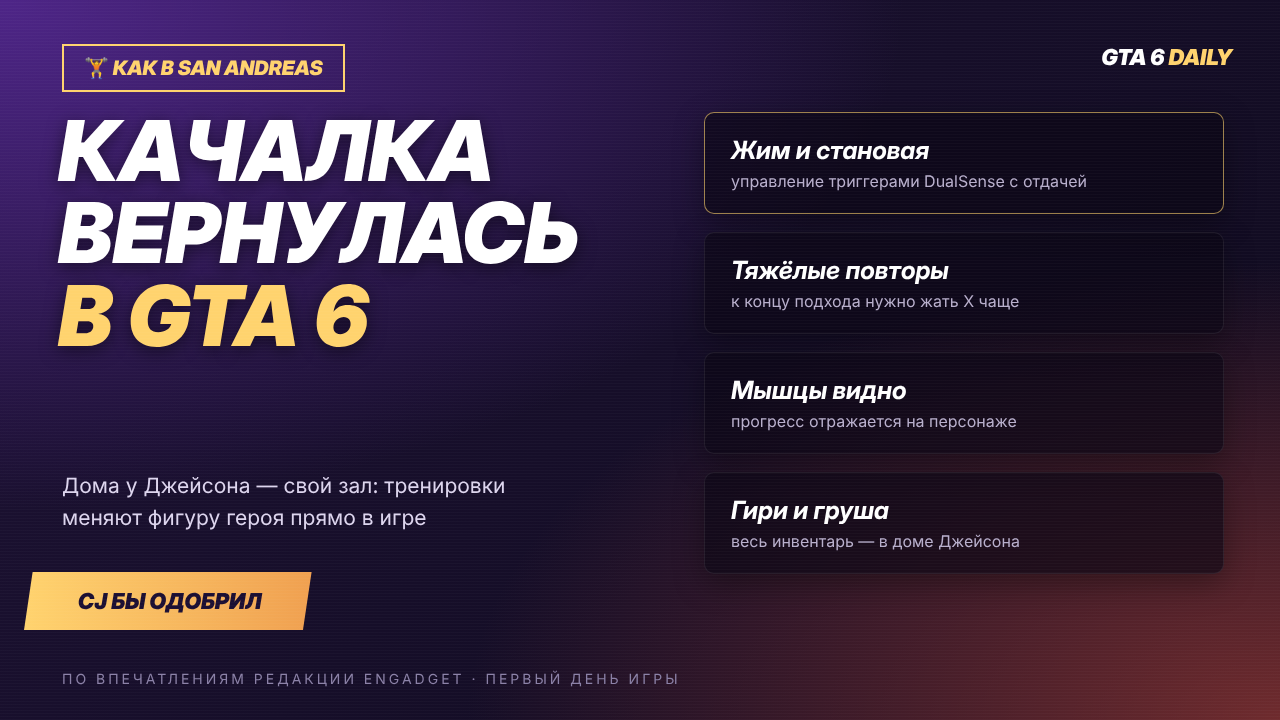 🏋️ КАК В SAN ANDREAS
GTA 6 DAILY
КАЧАЛКА
ВЕРНУЛАСЬ
В GTA 6
Дома у Джейсона — свой зал: тренировки
меняют фигуру героя прямо в игре
CJ БЫ ОДОБРИЛ
Жим и становая
управление триггерами DualSense с отдачей
Тяжёлые повторы
к концу подхода нужно жать X чаще
Мышцы видно
прогресс отражается на персонаже
Гири и груша
весь инвентарь — в доме Джейсона
ПО ВПЕЧАТЛЕНИЯМ РЕДАКЦИИ ENGADGET · ПЕРВЫЙ ДЕНЬ ИГРЫ